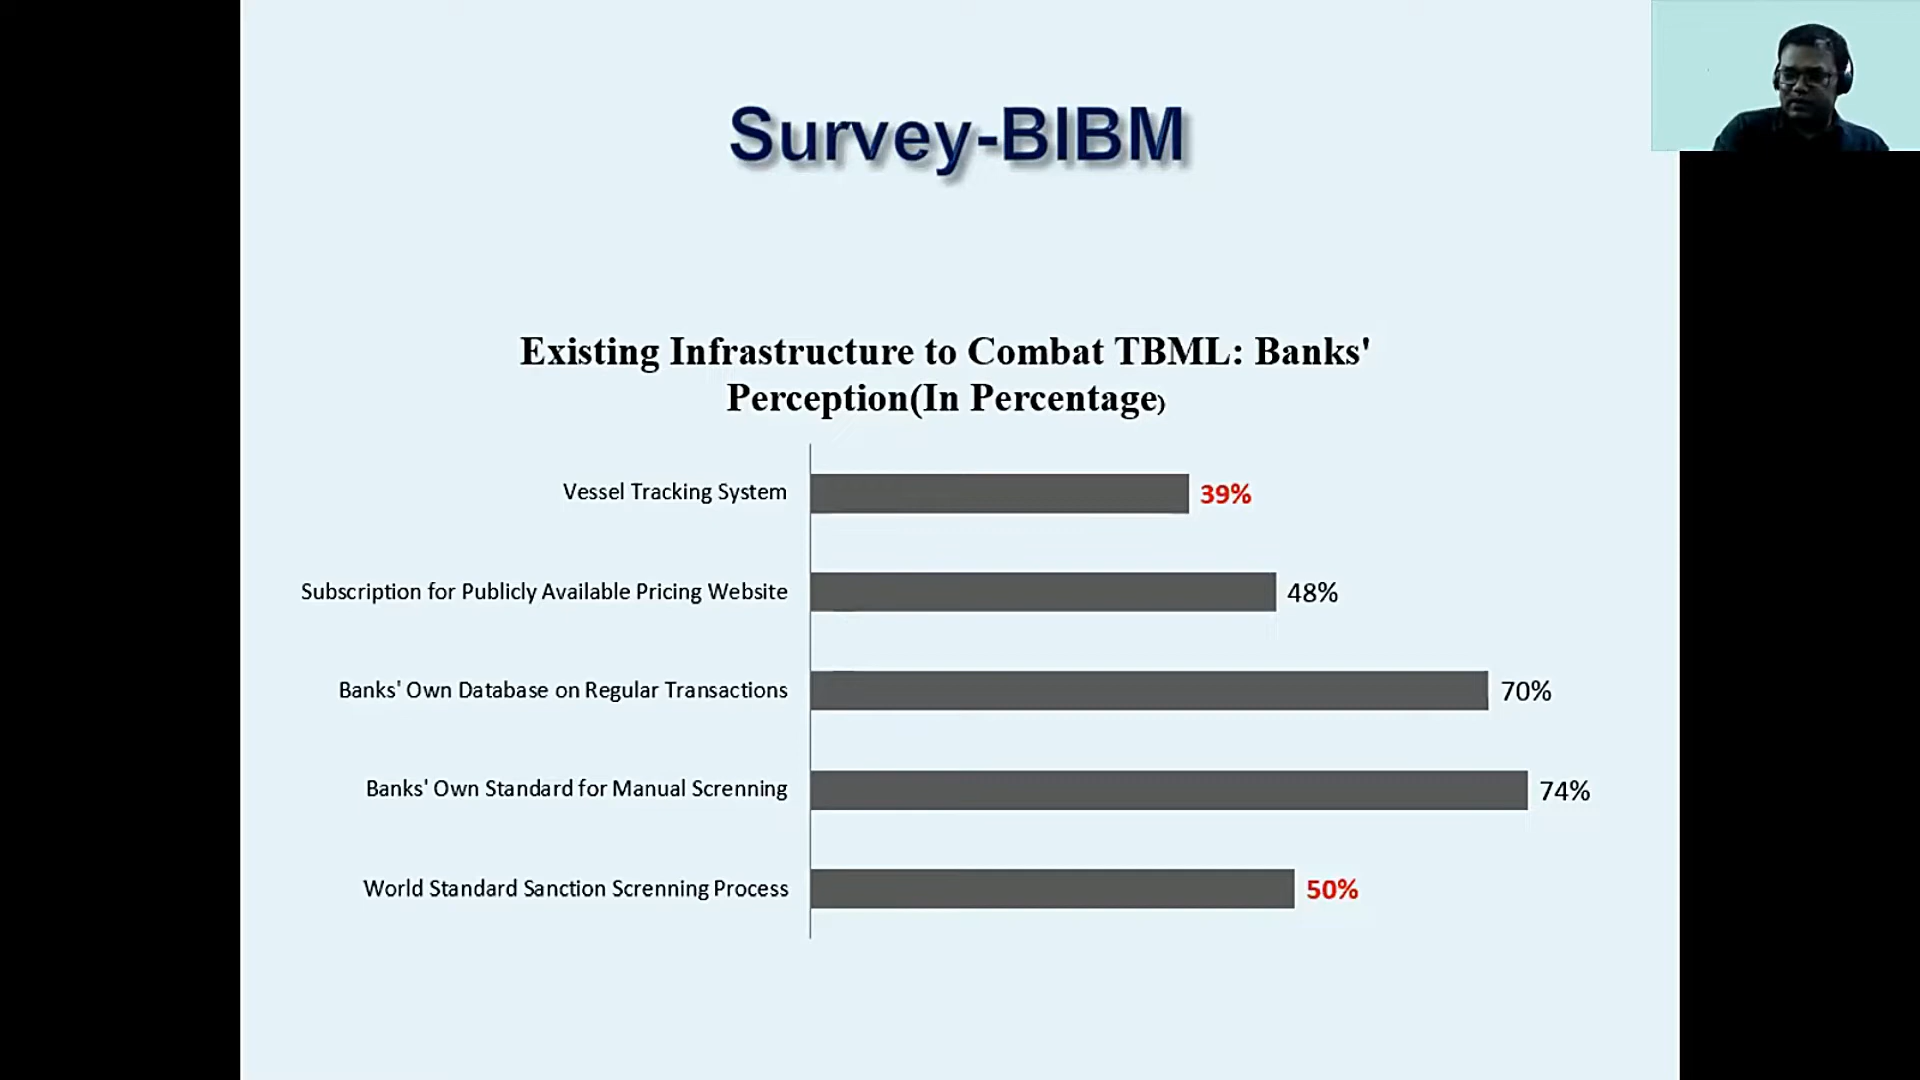 Survey-BIBM
Existing Infrastructure to Combat TBML: Banks'
Perception(In Percentage)
Vessel Tracking System
39%
Subscription for Publicly Available Pricing Website
48%
Banks' Own Database on Regular Transactions
70%
Banks' Own Standard for Manual Screnning
74%
World Standard Sanction Screnning Process
50%